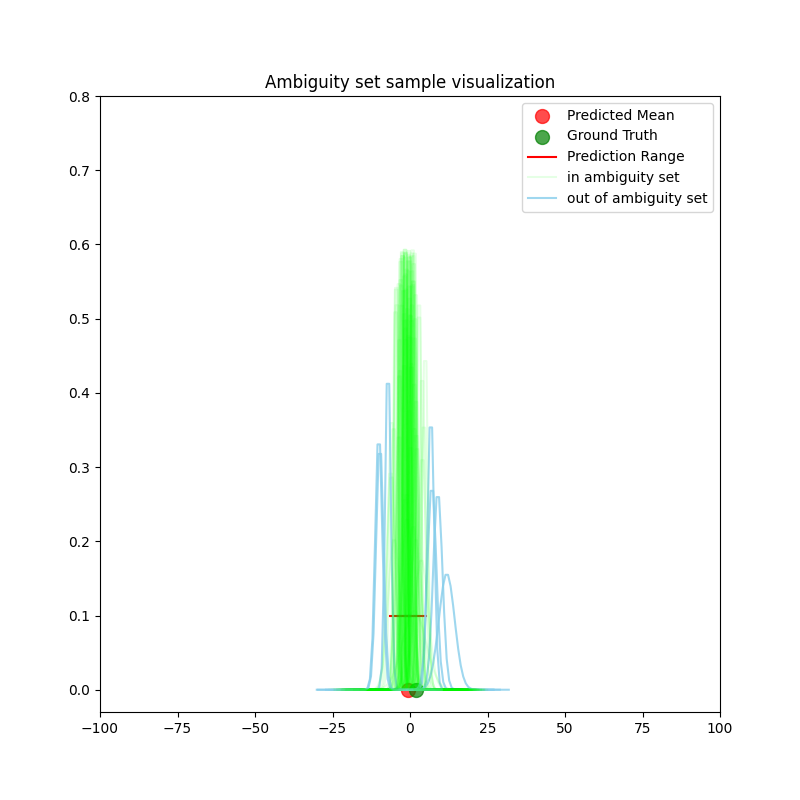 Ambiguity set sample visualization
0.8
0.7
0.6
0.5
0.4
0.3
0.2
0.1
0.0
Predicted Mean
Ground Truth
Prediction Range
in ambiguity set
out of ambiguity set
−100 −75 −50 −25 0 25 50 75 100